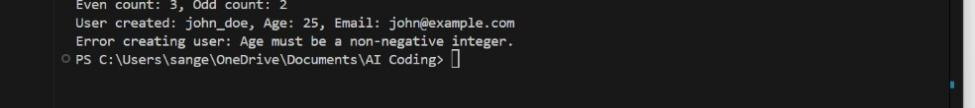 Even count: 3, Odd count: 2
User created: john_doe, Age: 25, Email: john@example.com
Error creating user: Age must be a non-negative integer.
PS C:\Users\sange\OneDrive\Documents\AI Coding>